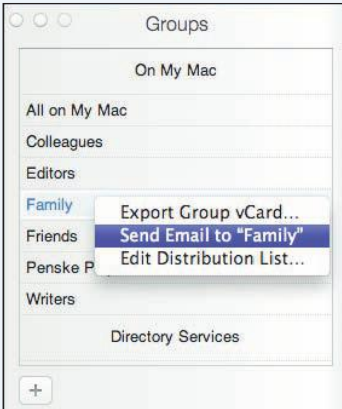 Groups
On My Mac
All on My Mac
Colleagues
Editors
Family
Export Group vCard...
Friends
Send Email to "Family"
Penske P
Edit Distribution List...
Writers
Directory Services
+